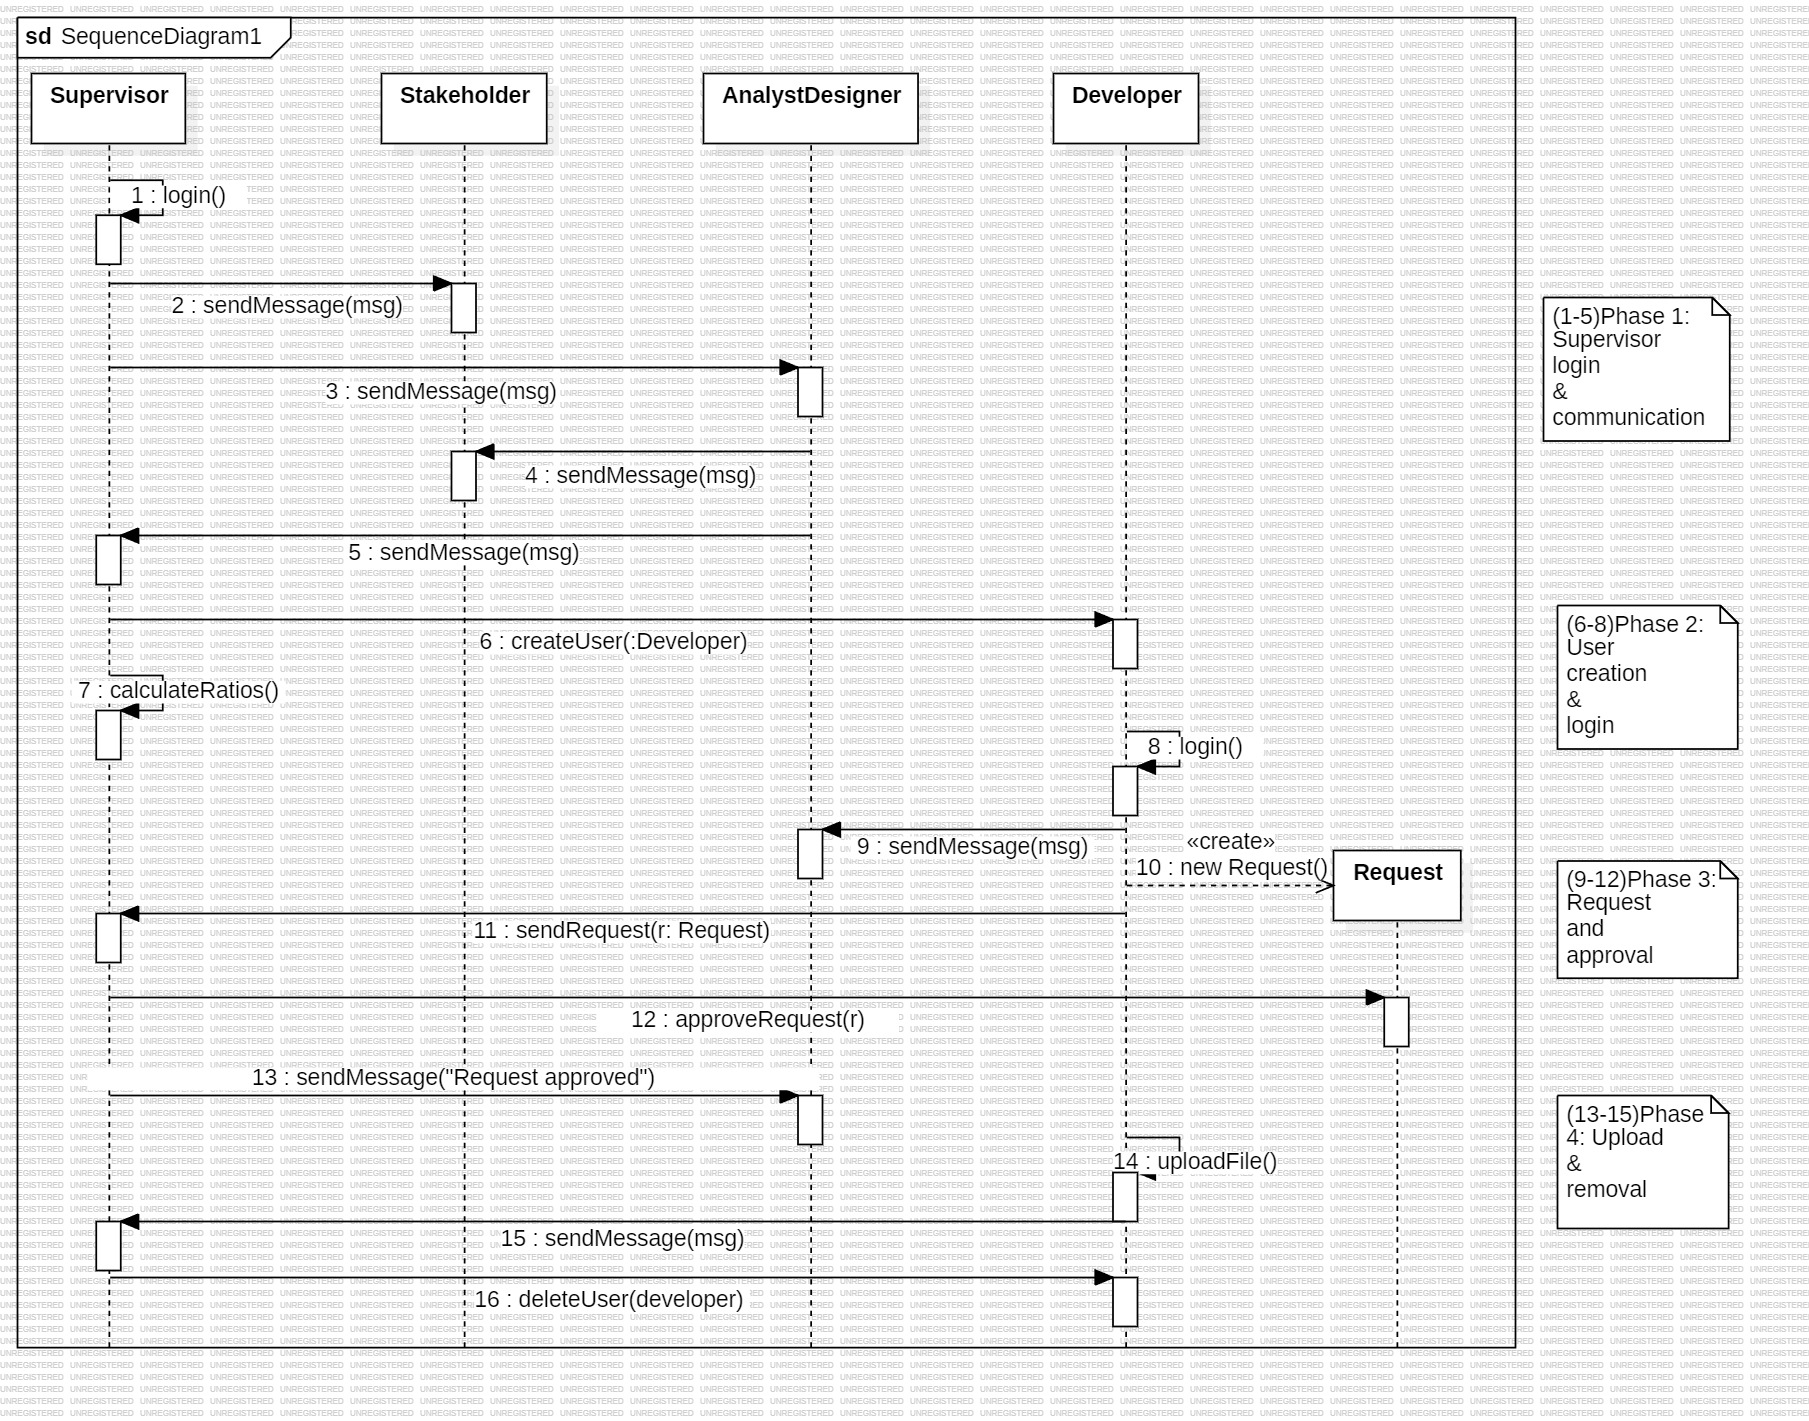 sd SequenceDiagram1
Supervisor
Stakeholder
AnalystDesigner
Developer
1 : login()
2 : sendMessage(msg)
3 : sendMessage(msg)
4 : sendMessage(msg)
5 : sendMessage(msg)
6 : createUser(:Developer)
7 : calculateRatios()
8 : login()
9 : sendMessage(msg)
«create»
10 : new Request()
Request
11 : sendRequest(r: Request)
12 : approveRequest(r)
13 : sendMessage("Request approved")
14 : uploadFile()
15 : sendMessage(msg)
16 : deleteUser(developer)
(1-5)Phase 1:
Supervisor
login
&
communication
(6-8)Phase 2:
User
creation
&
login
(9-12)Phase 3:
Request
and
approval
(13-15)Phase
4: Upload
&
removal
UNREGISTERED